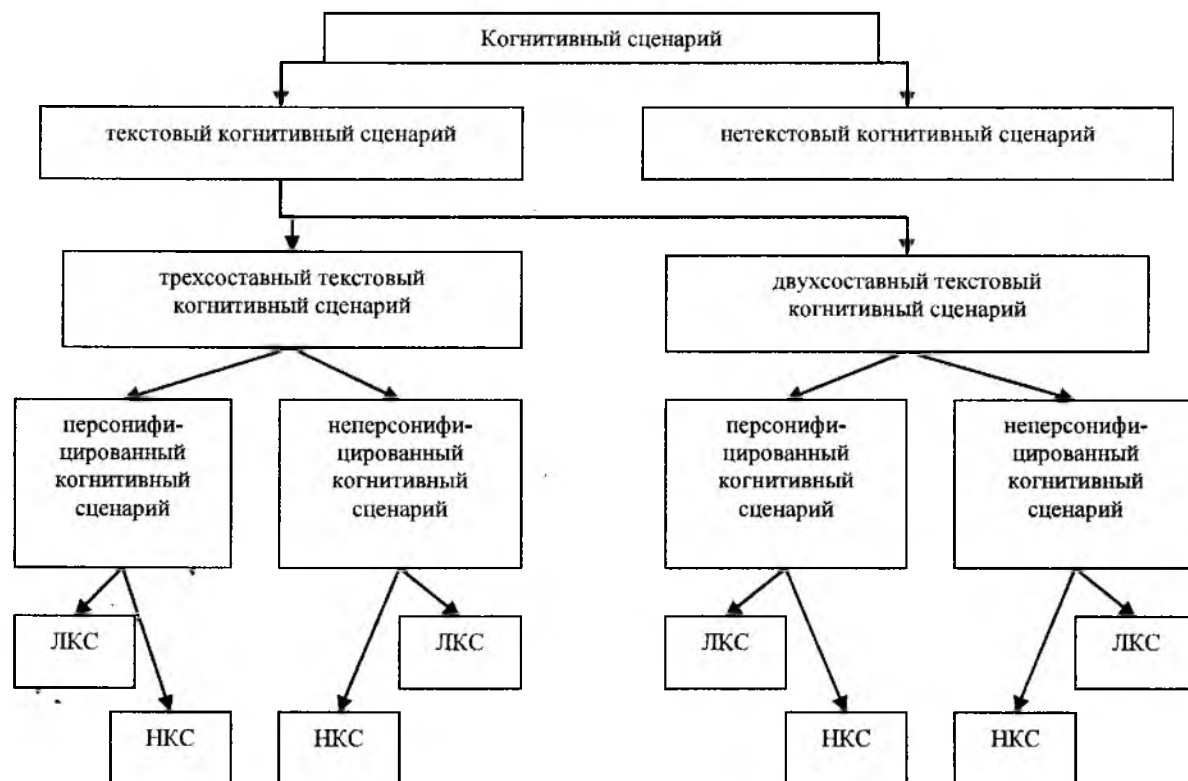 Когнитивный сценарий
текстовый когнитивный сценарий
нетекстовый когнитивный сценарий
трехсоставный текстовый
когнитивный сценарий
двухсоставный текстовый
когнитивный сценарий
персонифи-
цированный
когнитивный
сценарий
неперсонифи-
цированный
когнитивный
сценарий
персонифи-
цированный
когнитивный
сценарий
неперсонифи-
цированный
когнитивный
сценарий
ЛКС
ЛКС
ЛКС
ЛКС
НКС
НКС
НКС
НКС